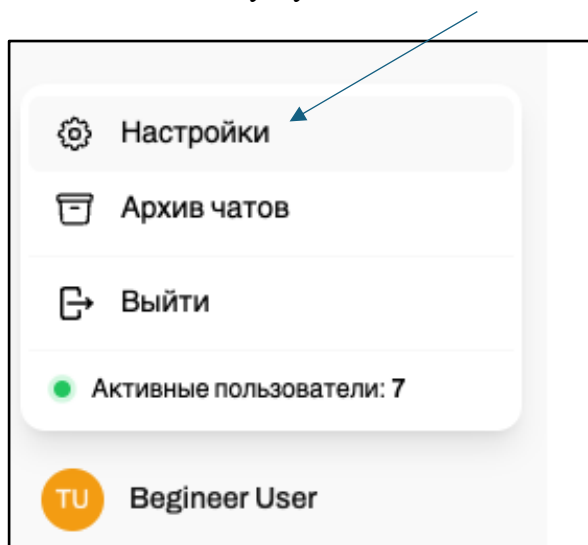 Настройки
Архив чатов
Выйти
Активные пользователи: 7
TU Begineer User